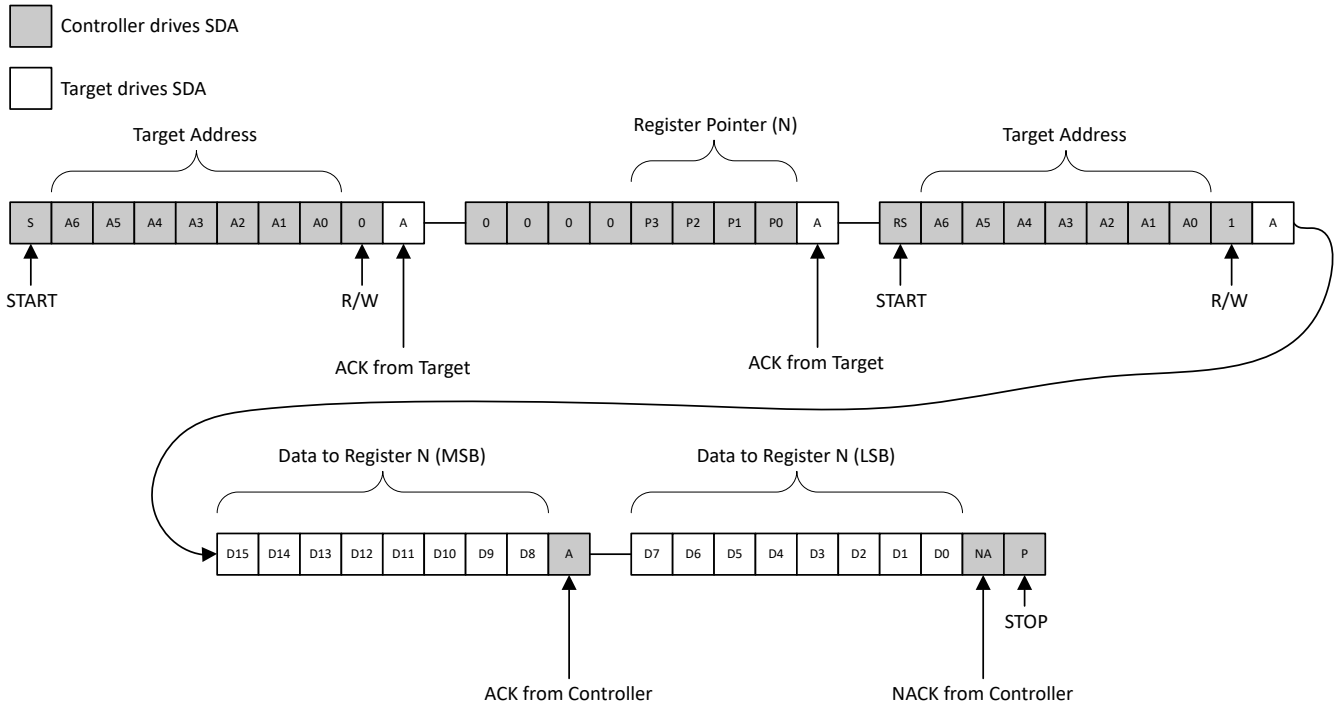 Controller drives SDA
Target drives SDA
Target Address
Register Pointer (N)
Target Address
S A6 A5 A4 A3 A2 A1 A0 0 A 0 0 0 0 P3 P2 P1 P0 A RS A6 A5 A4 A3 A2 A1 A0 1 A
START R/W START R/W
ACK from Target
ACK from Target
Data to Register N (MSB)
Data to Register N (LSB)
D15 D14 D13 D12 D11 D10 D9 D8 A D7 D6 D5 D4 D3 D2 D1 D0 NA P
STOP
ACK from Controller
NACK from Controller